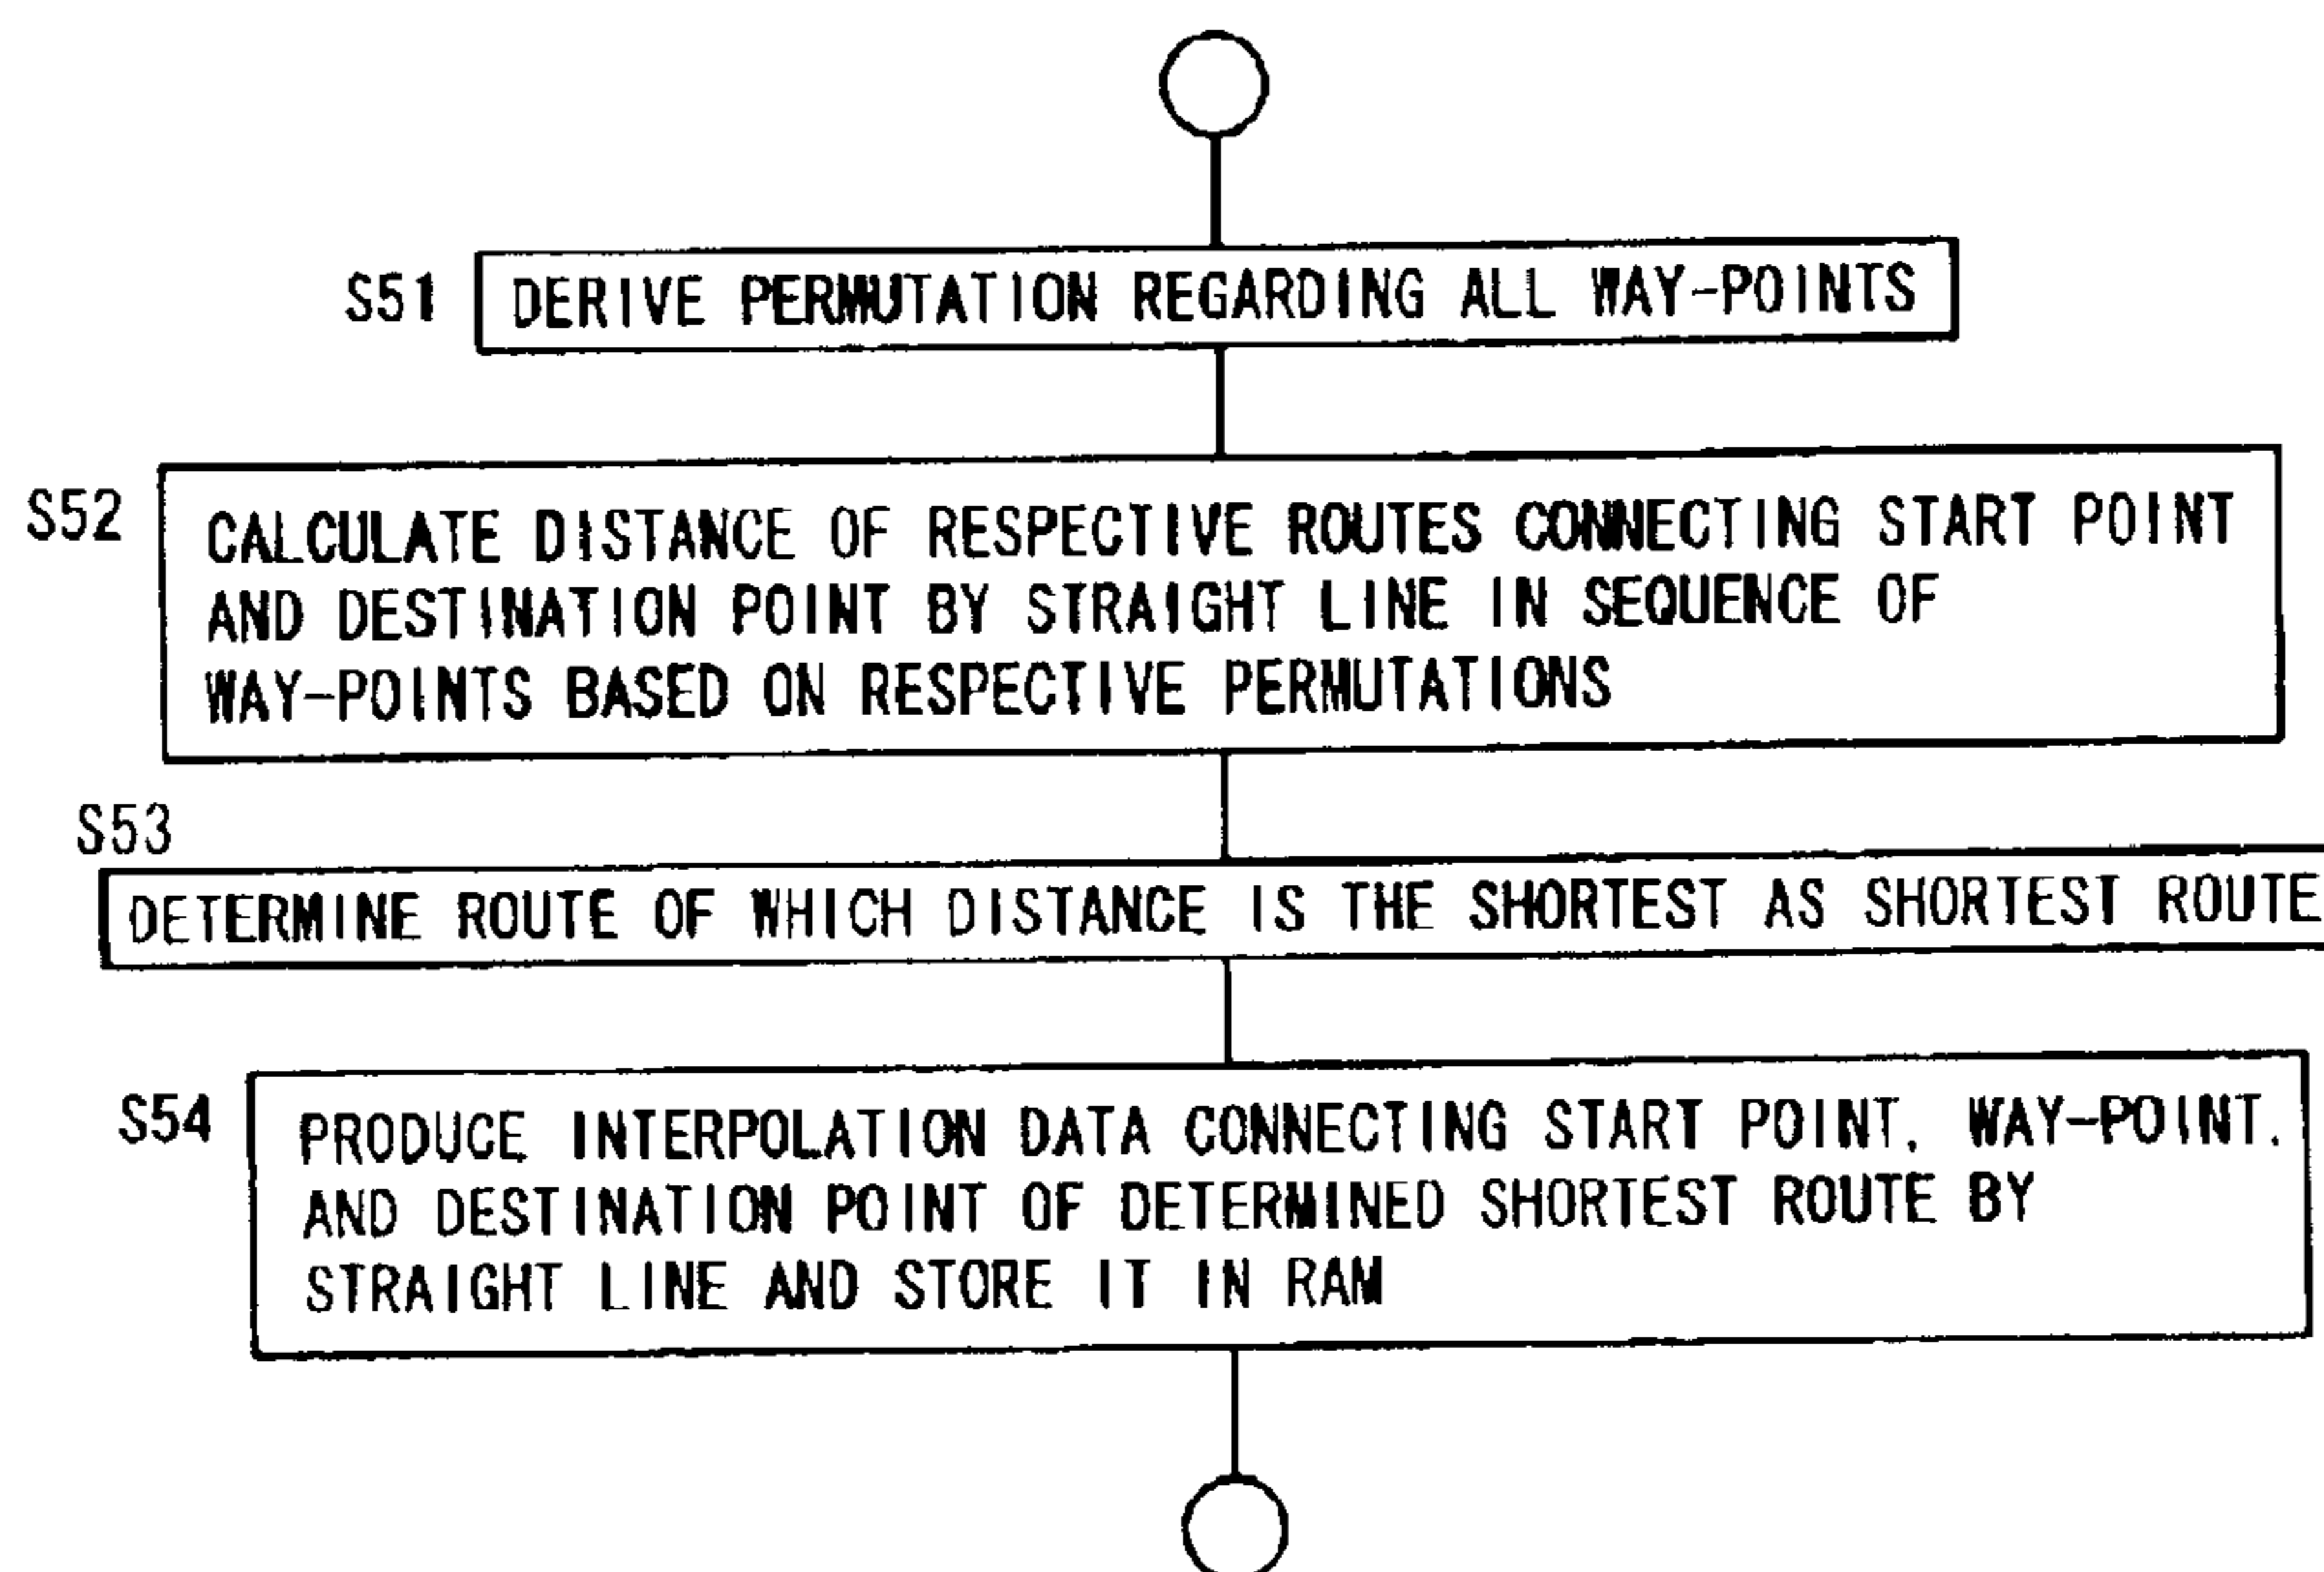 S51 DERIVE PERMUTATION REGARDING ALL WAY-POINTS
S52 CALCULATE DISTANCE OF RESPECTIVE ROUTES CONNECTING START POINT
AND DESTINATION POINT BY STRAIGHT LINE IN SEQUENCE OF
WAY-POINTS BASED ON RESPECTIVE PERMUTATIONS
S53
DETERMINE ROUTE OF WHICH DISTANCE IS THE SHORTEST AS SHORTEST ROUTE
S54 PRODUCE INTERPOLATION DATA CONNECTING START POINT, WAY-POINT,
AND DESTINATION POINT OF DETERMINED SHORTEST ROUTE BY
STRAIGHT LINE AND STORE IT IN RAM